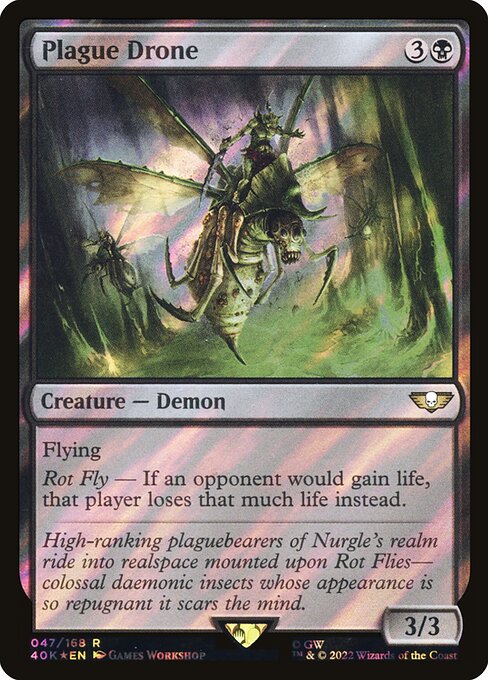 Plague Drone 3
Creature — Demon
Flying
Rot Fly — If an opponent would gain life,
that player loses that much life instead.
High-ranking plaguebearers of Nurgle's realm
ride into realspace mounted upon Rot Flies—
colossal daemonic insects whose appearance is
so repugnant it scars the mind.
3/3
047/168 R
40K★EN Games Workshop
© GW
™ & © 2022 Wizards of the Coast